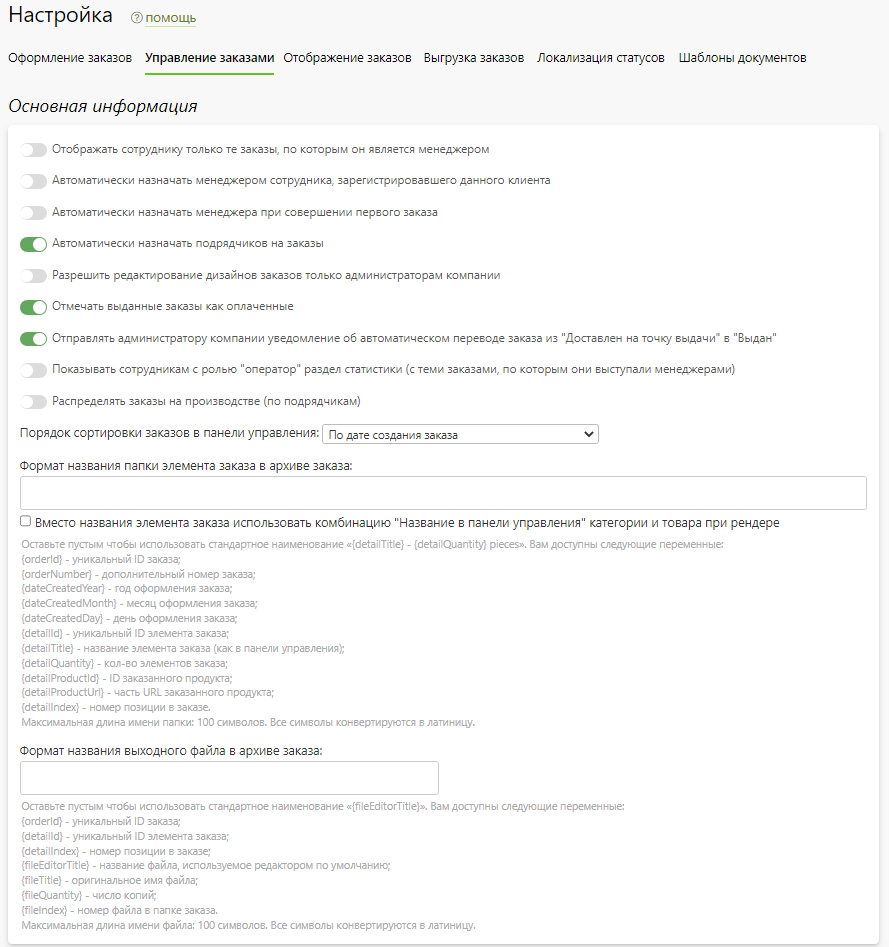 Настройка
? помощь
Оформление заказов Управление заказами Отображение заказов Выгрузка заказов Локализация статусов Шаблоны документов
Основная информация
Отображать сотруднику только те заказы, по которым он является менеджером
Автоматически назначать менеджером сотрудника, зарегистрировавшего данного клиента
Автоматически назначать менеджера при совершении первого заказа
Автоматически назначать подрядчиков на заказы
Разрешить редактирование дизайнов заказов только администраторам компании
Отмечать выданные заказы как оплаченные
Отправлять администратору компании уведомление об автоматическом переводе заказа из "Доставлен на точку выдачи" в "Выдан"
Показывать сотрудникам с ролью "оператор" раздел статистики (с теми заказами, по которым они выступали менеджерами)
Распределять заказы на производстве (по подрядчикам)
Порядок сортировки заказов в панели управления: По дате создания заказа
Формат названия папки элемента заказа в архиве заказа:
Вместо названия элемента заказа использовать комбинацию "Название в панели управления" категории и товара при рендере
Оставьте пустым чтобы использовать стандартное наименование «{detailTitle} - {detailQuantity} pieces». Вам доступны следующие переменные:
{orderId} - уникальный ID заказа;
{orderNumber} - дополнительный номер заказа;
{dateCreatedYear} - год оформления заказа;
{dateCreatedMonth} - месяц оформления заказа;
{dateCreatedDay} - день оформления заказа;
{detailId} - уникальный ID элемента заказа;
{detailTitle} - название элемента заказа (как в панели управления);
{detailQuantity} - кол-во элементов заказа;
{detailProductId} - ID заказанного продукта;
{detailProductUrl} - часть URL заказанного продукта;
{detailIndex} - номер позиции в заказе.
Максимальная длина имени папки: 100 символов. Все символы конвертируются в латиницу.
Формат названия выходного файла в архиве заказа:
Оставьте пустым чтобы использовать стандартное наименование «{fileEditorTitle}». Вам доступны следующие переменные:
{orderId} - уникальный ID заказа;
{detailId} - уникальный ID элемента заказа;
{detailIndex} - номер позиции в заказе;
{fileEditorTitle} - название файла, используемое редактором по умолчанию;
{fileTitle} - оригинальное имя файла;
{fileQuantity} - число копий;
{fileIndex} - номер файла в папке заказа.
Максимальная длина имени файла: 100 символов. Все символы конвертируются в латиницу.